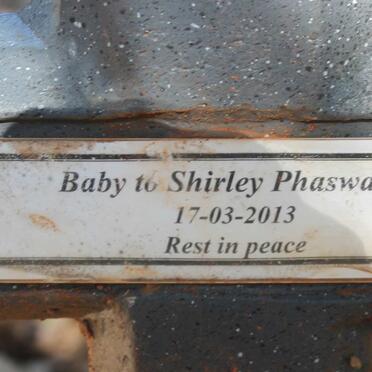 Baby to Shirley Phaswa
17-03-2013
Rest in peace